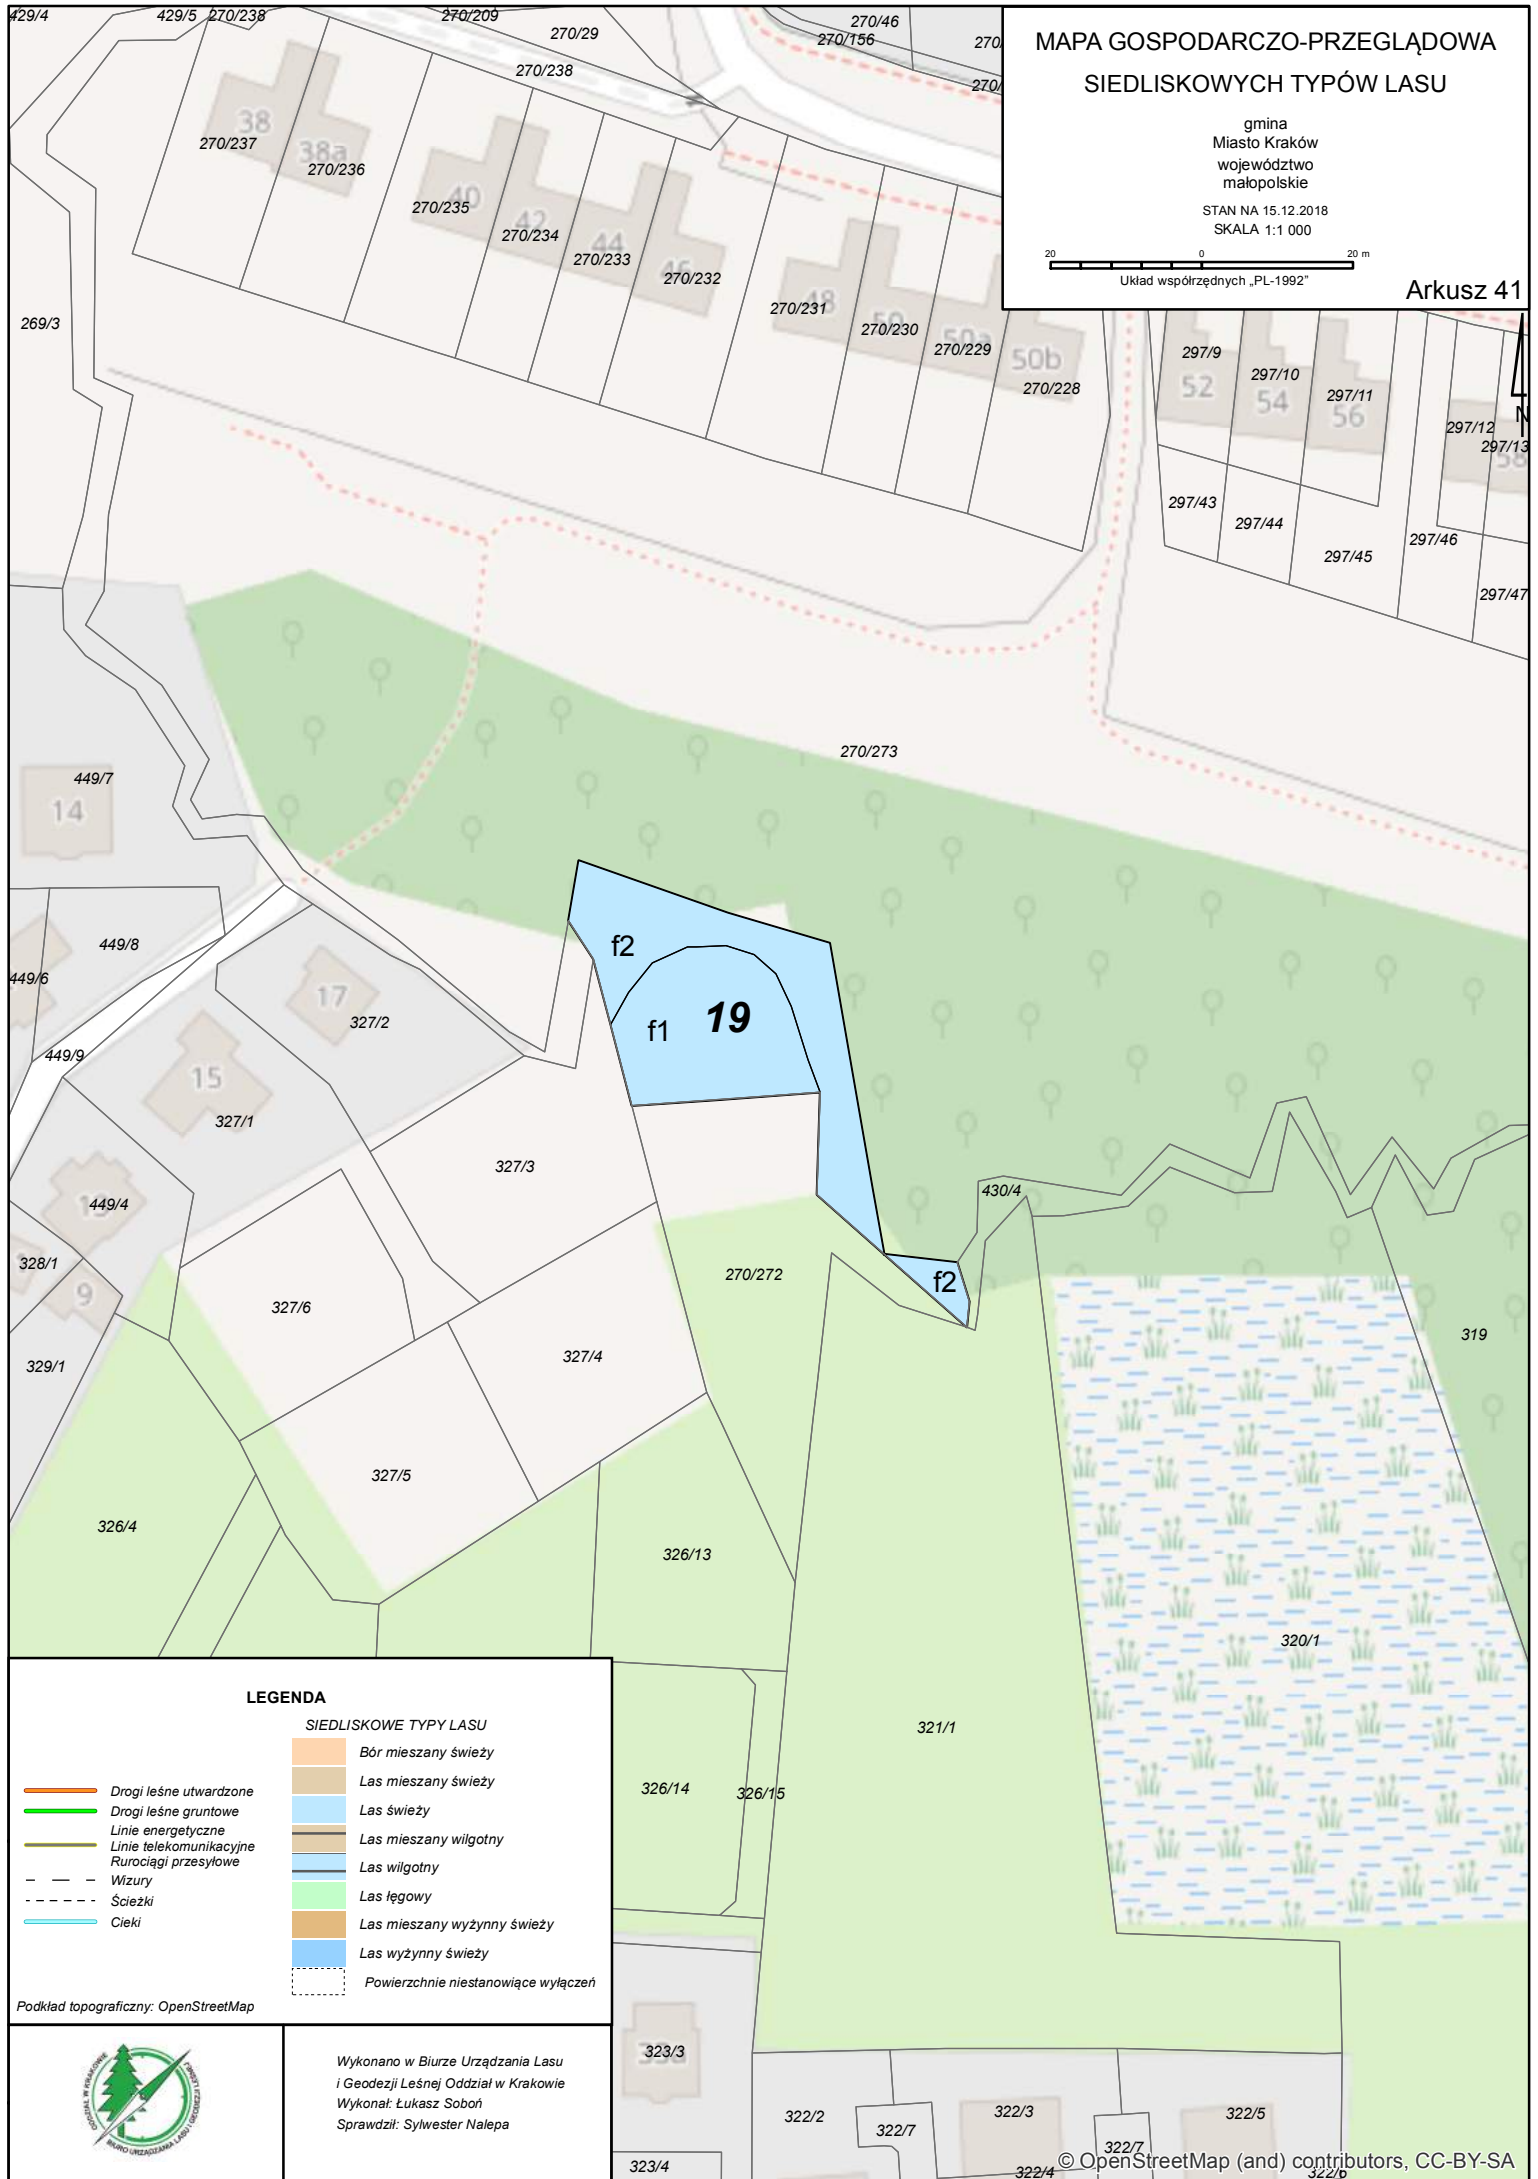 MAPA GOSPODARCZO-PRZEGLĄDOWA
SIEDLISKOWYCH TYPÓW LASU
gmina
Miasto Kraków
województwo
małopolskie
STAN NA 15.12.2018
SKALA 1:1 000
20 0 20 m
Układ współrzędnych „PL-1992”
Arkusz 41
N
429/4 429/5 270/238 270/209
270/29
270/46
270/156
270/238
38
270/237
38a
270/236
40
270/235
42
270/234
44
270/233
46
270/232
48
270/231
50
270/230
50a
270/229
50b
270/228
269/3
297/9
52
297/10
54
297/11
56
297/12
297/13
58
297/43
297/44
297/45
297/46
297/47
270/273
449/7
14
449/8
449/6
449/9
17
327/2
15
327/1
f2
f1
19
327/3
449/4
328/1
9
329/1
327/6
327/4
327/5
270/272
f2
430/4
319
326/4
326/13
320/1
321/1
326/14
326/15
LEGENDA
SIEDLISKOWE TYPY LASU
Bór mieszany świeży
Las mieszany świeży
Las świeży
Las mieszany wilgotny
Las wilgotny
Las łęgowy
Las mieszany wyżynny świeży
Las wyżynny świeży
Powierzchnie niestanowiące wyłączeń
Drogi leśne utwardzone
Drogi leśne gruntowe
Linie energetyczne
Linie telekomunikacyjne
Rurociągi przesyłowe
Wizury
Ścieżki
Cieki
Podkład topograficzny: OpenStreetMap
ODDZIAŁ W KRAKOWIE
BIURO URZĄDZANIA LASU I GEODEZJI LEŚNEJ
Wykonano w Biurze Urządzania Lasu
i Geodezji Leśnej Oddział w Krakowie
Wykonał: Łukasz Soboń
Sprawdził: Sylwester Nalepa
323/3
323/4
322/2
322/7
322/3
322/7
322/5
322/4
322/6
© OpenStreetMap (and) contributors, CC-BY-SA